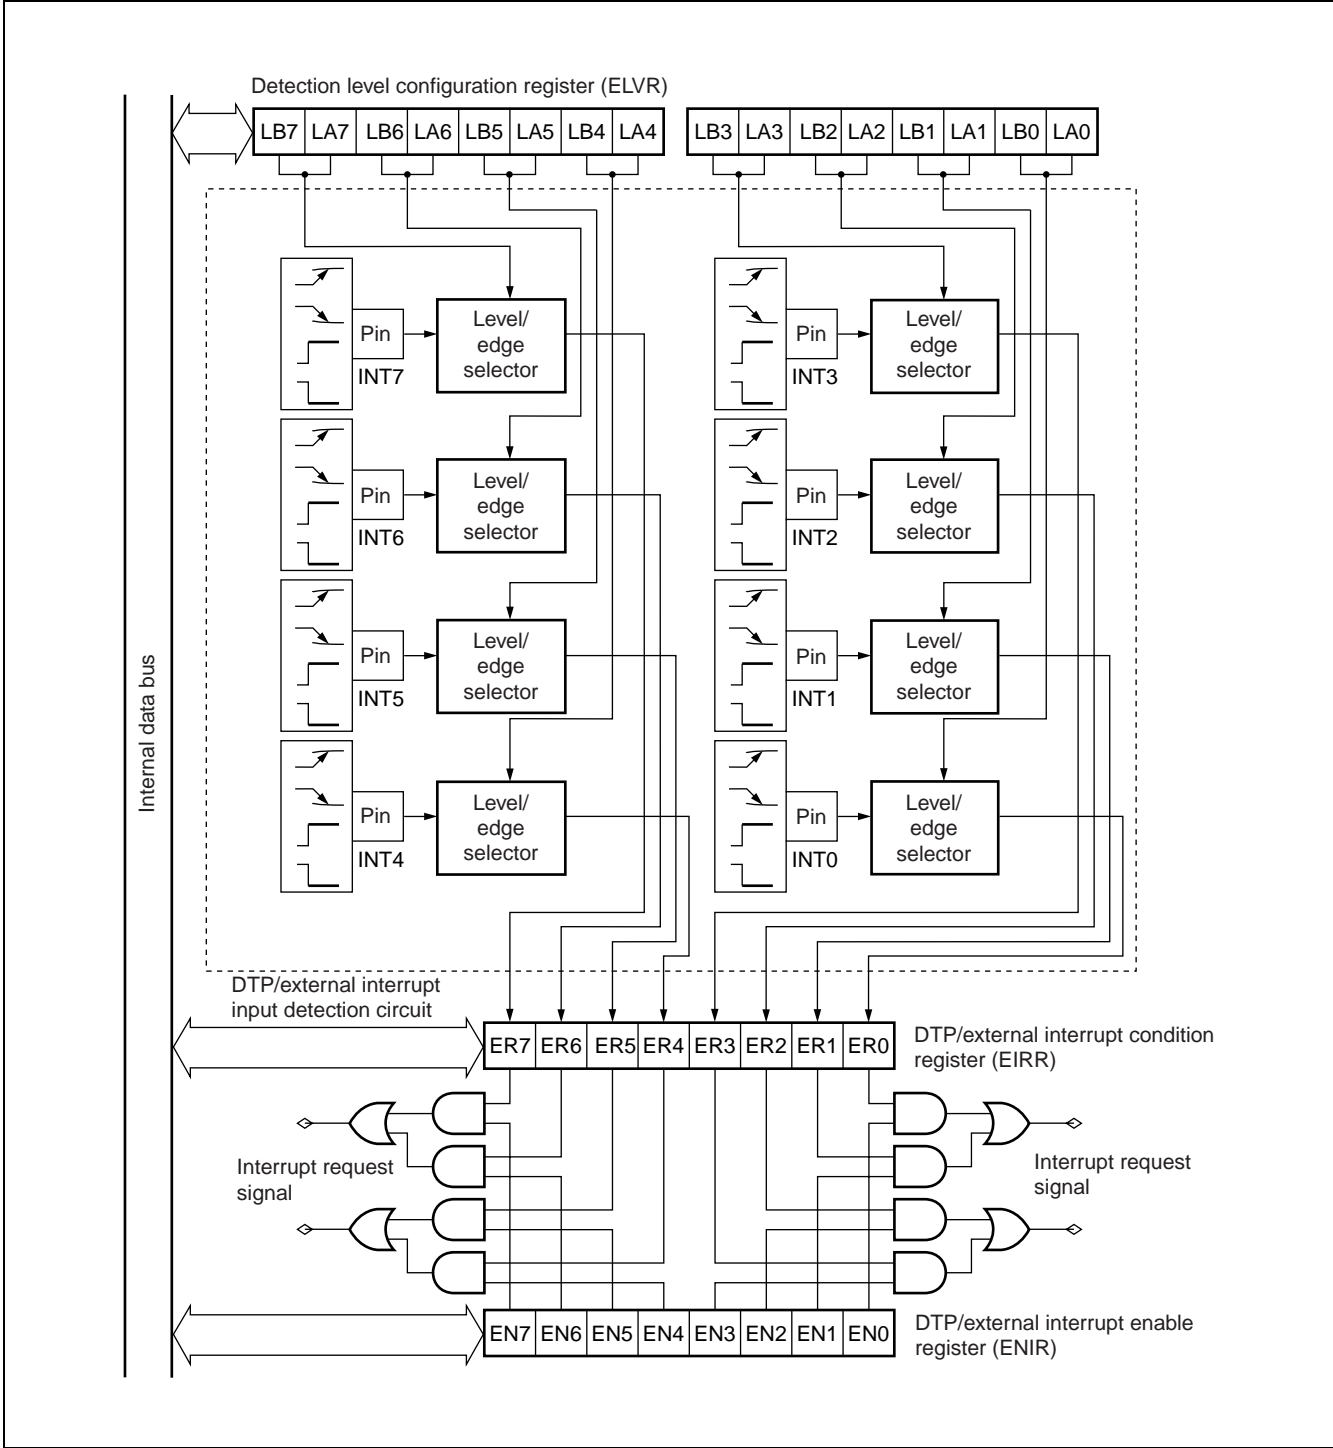 Detection level configuration register (ELVR)
LB7 LA7 LB6 LA6 LB5 LA5 LB4 LA4
LB3 LA3 LB2 LA2 LB1 LA1 LB0 LA0
Pin
INT7
Level/
edge
selector
Pin
INT3
Level/
edge
selector
Pin
INT6
Level/
edge
selector
Pin
INT2
Level/
edge
selector
Pin
INT5
Level/
edge
selector
Pin
INT1
Level/
edge
selector
Pin
INT4
Level/
edge
selector
Pin
INT0
Level/
edge
selector
Internal data bus
DTP/external interrupt
input detection circuit
ER7 ER6 ER5 ER4 ER3 ER2 ER1 ER0
DTP/external interrupt condition
register (EIRR)
Interrupt request
signal
Interrupt request
signal
EN7 EN6 EN5 EN4 EN3 EN2 EN1 EN0
DTP/external interrupt enable
register (ENIR)